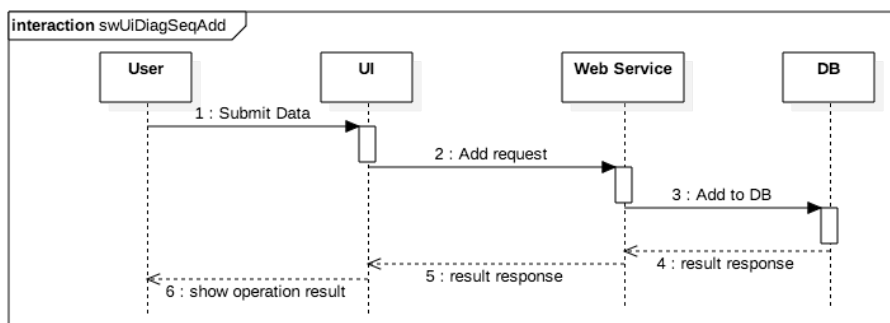 interaction swUiDiagSeqAdd
User
UI
Web Service
DB
1 : Submit Data
2 : Add request
3 : Add to DB
4 : result response
5 : result response
6 : show operation result